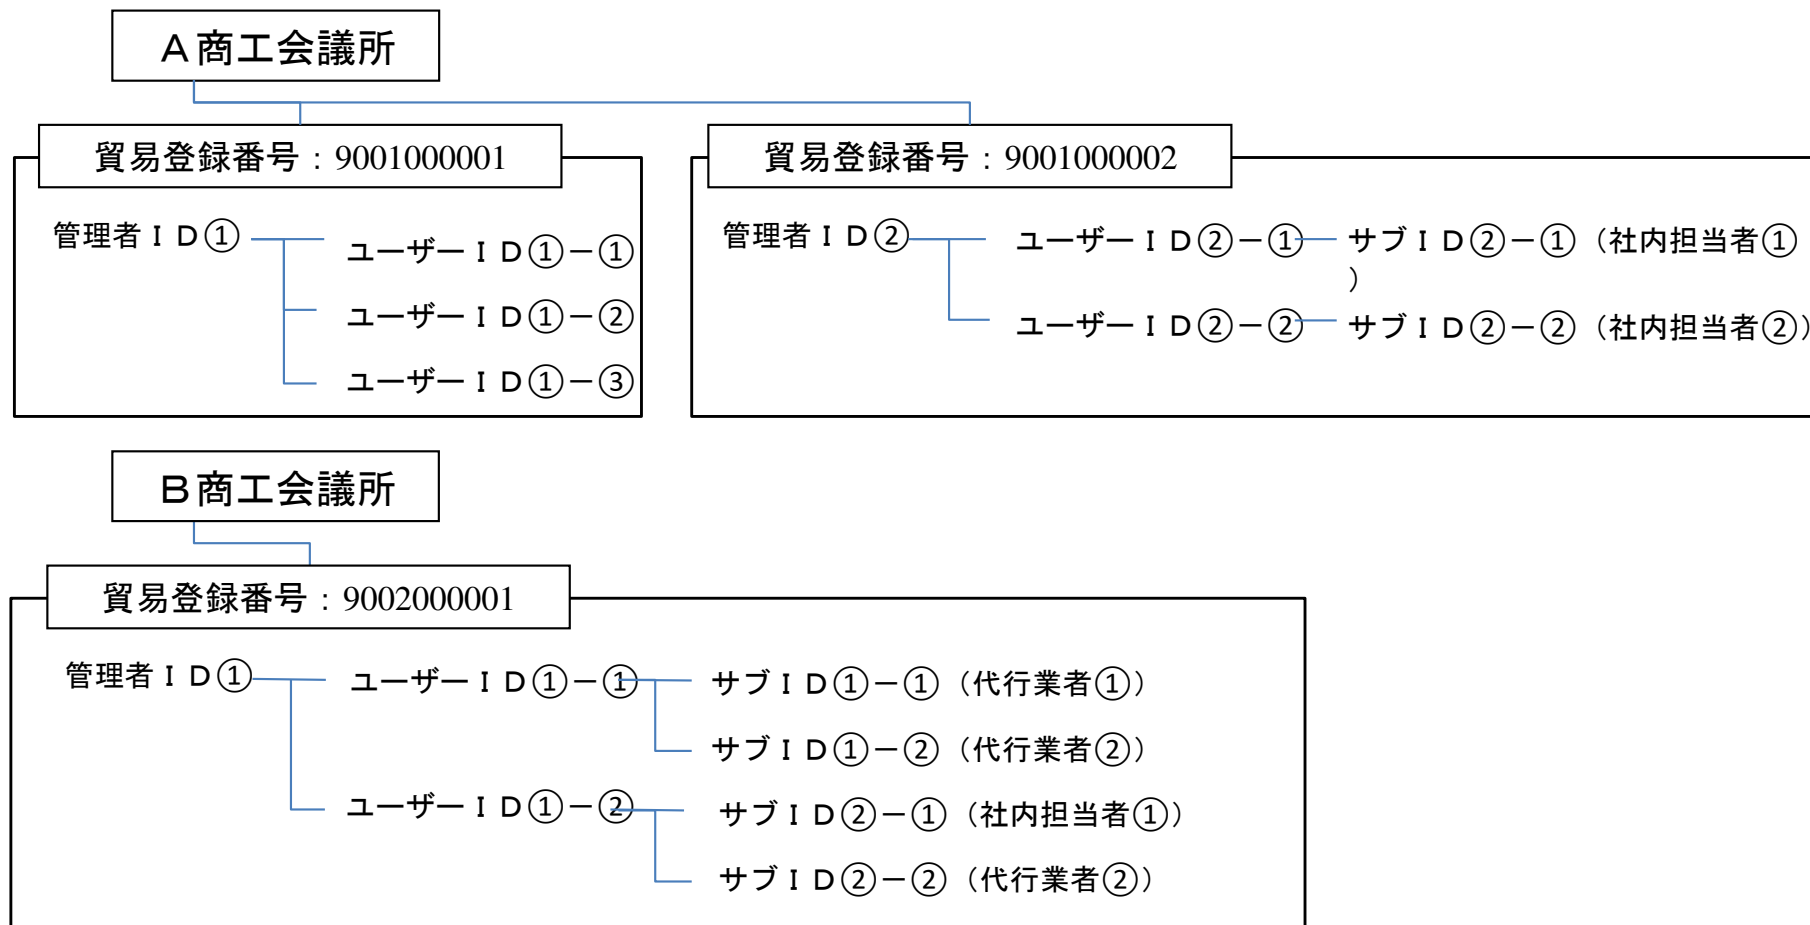 A商工会議所
貿易登録番号：9001000001
管理者ＩＤ①
ユーザーＩＤ①－①
ユーザーＩＤ①－②
ユーザーＩＤ①－③
貿易登録番号：9001000002
管理者ＩＤ②
ユーザーＩＤ②－①
サブＩＤ②－①（社内担当者①
）
ユーザーＩＤ②－②
サブＩＤ②－②（社内担当者②）
B商工会議所
貿易登録番号：9002000001
管理者ＩＤ①
ユーザーＩＤ①－①
サブＩＤ①－①（代行業者①）
サブＩＤ①－②（代行業者②）
ユーザーＩＤ①－②
サブＩＤ②－①（社内担当者①）
サブＩＤ②－②（代行業者②）